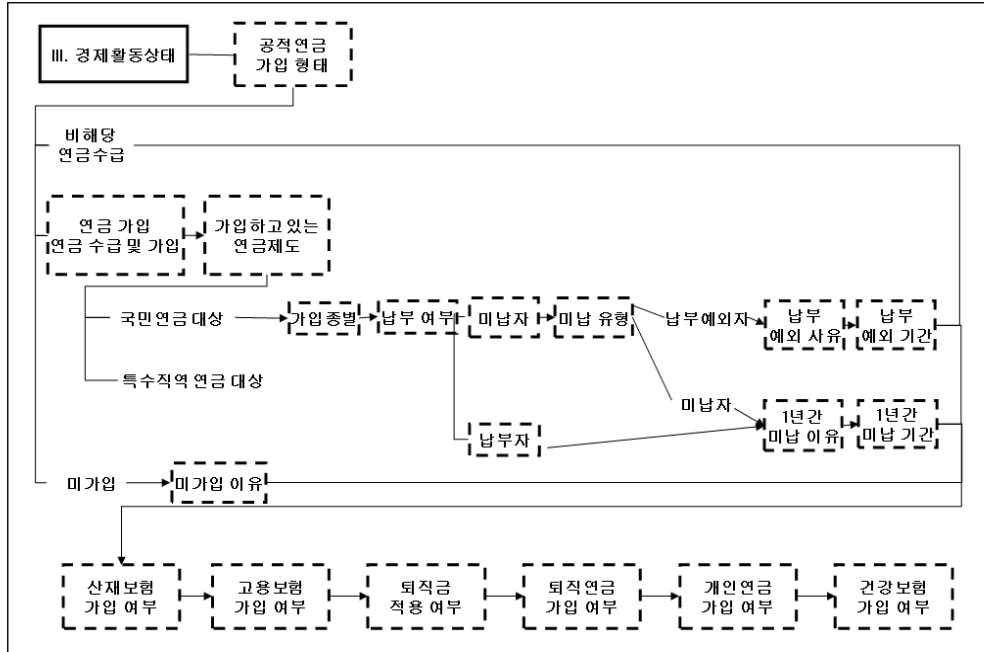 Ⅲ. 경제활동상태
공적연금
가입 형태
비해당
연금수급
연금 가입
연금 수급 및 가입
가입하고 있는
연금제도
국민연금 대상
가입종별
납부 여부
미납자
미납 유형
납부예외자
납부
예외 사유
납부
예외 기간
특수직역 연금 대상
미납자
1년간
미납 이유
1년간
미납 기간
납부자
미가입
미가입 이유
산재보험
가입 여부
고용보험
가입 여부
퇴직금
적용 여부
퇴직연금
가입 여부
개인연금
가입 여부
건강보험
가입 여부